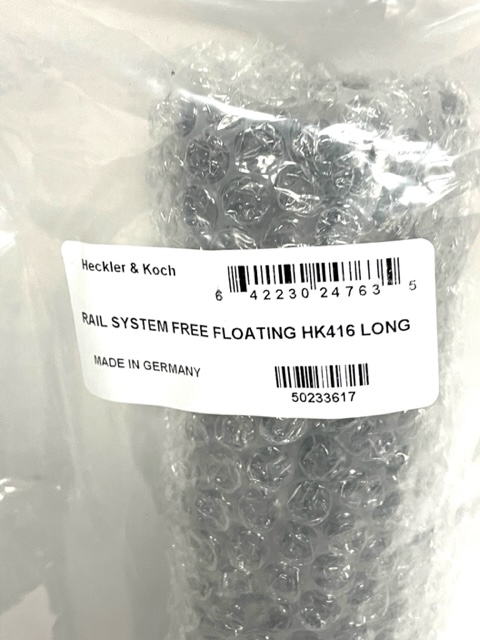 Heckler & Koch
6 42230 24763 5
RAIL SYSTEM FREE FLOATING HK416 LONG
MADE IN GERMANY
50233617